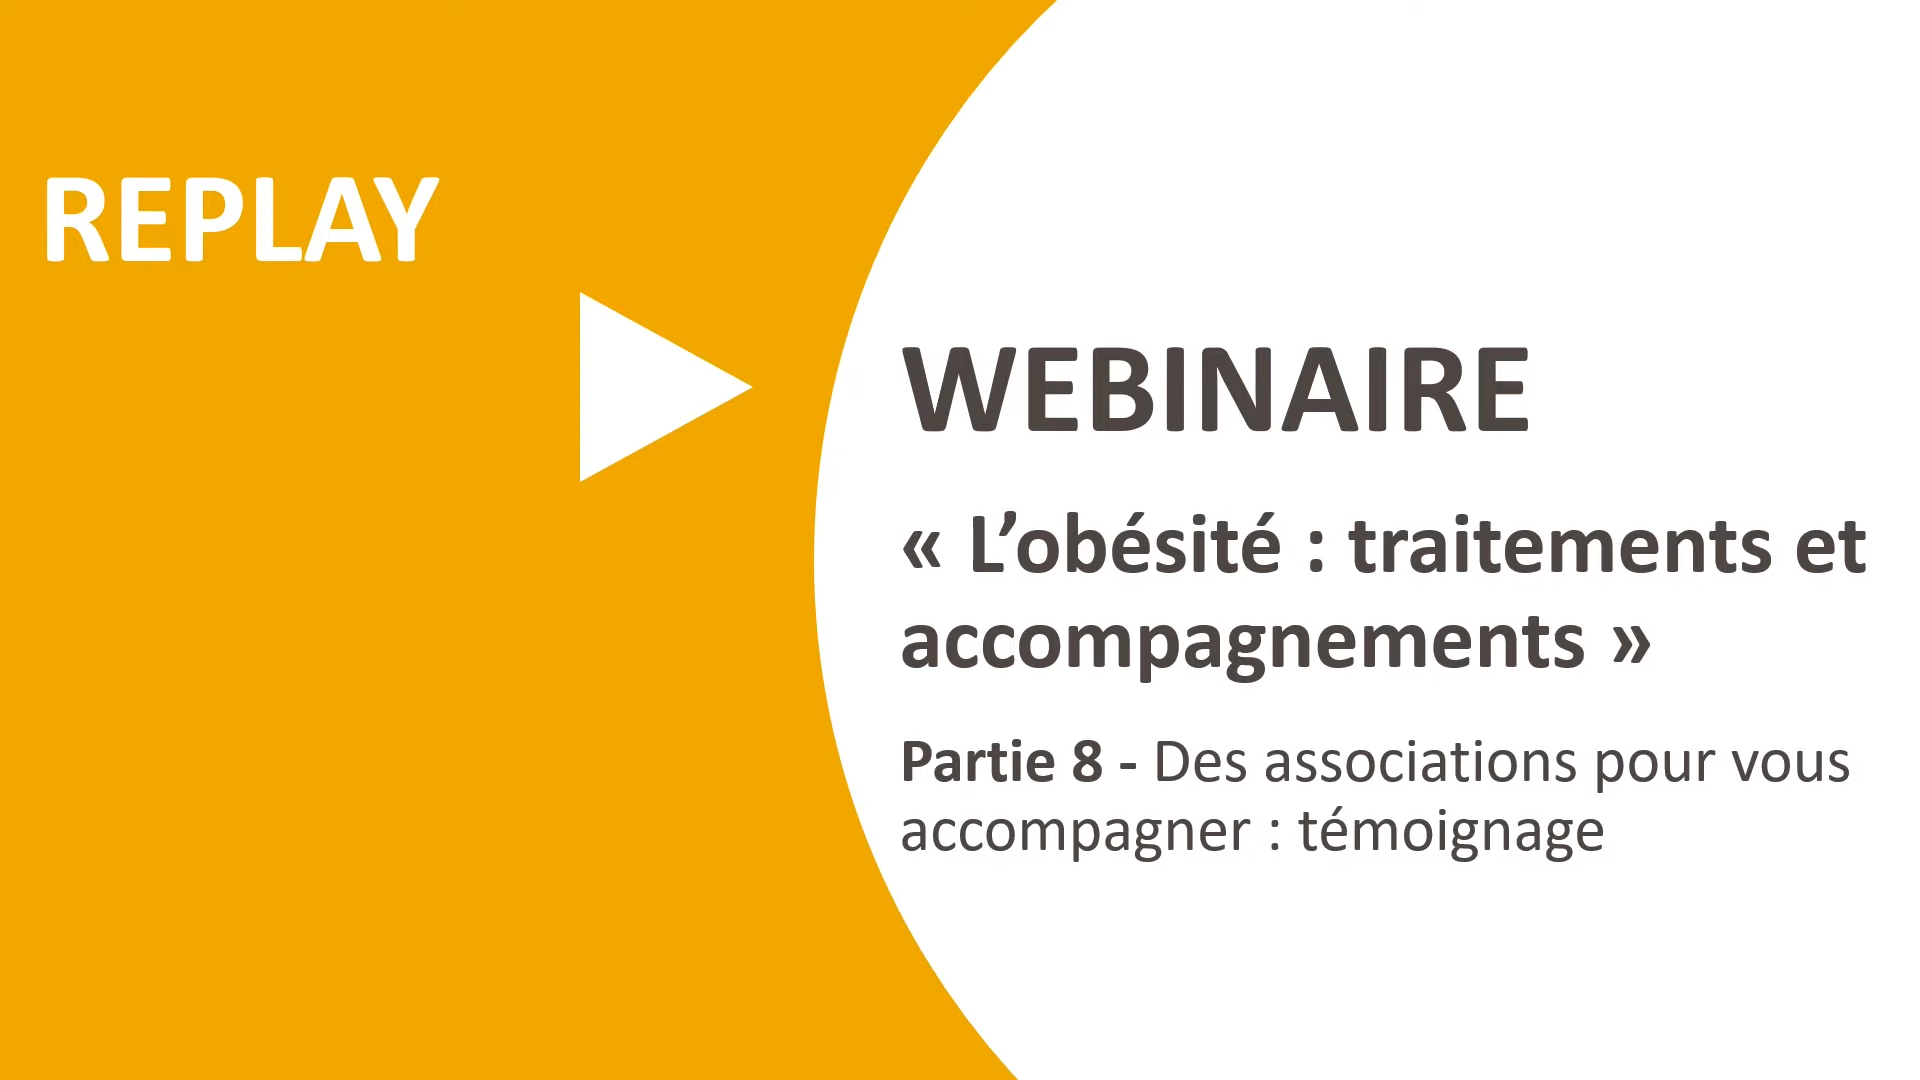 REPLAY
WEBINAIRE
« L’obésité : traitements et
accompagnements »
Partie 8 - Des associations pour vous
accompagner : témoignage